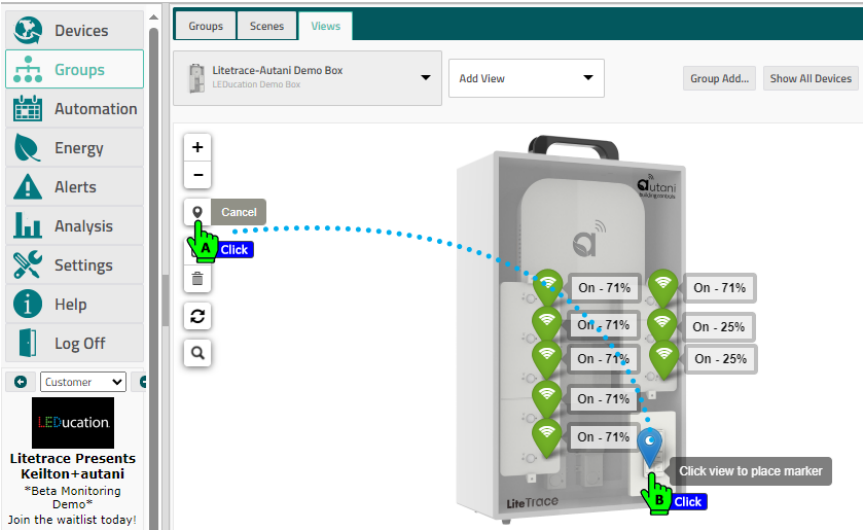 Devices
Groups
Automation
Energy
Alerts
Analysis
Settings
Help
Log Off
Customer
LEDucation
Litetrace Presents
Keilton+autani
*Beta Monitoring
Demo*
Join the waitlist today!
Groups Scenes Views
Litetrace-Autani Demo Box
LEDucation Demo Box
Add View
Group Add...
Show All Devices
+
−
Cancel
A Click
autani
building controls
a
On - 71% On - 71%
On - 71% On - 25%
On - 71% On - 25%
On - 71%
On - 71%
Click view to place marker
B Click
LiteTrace